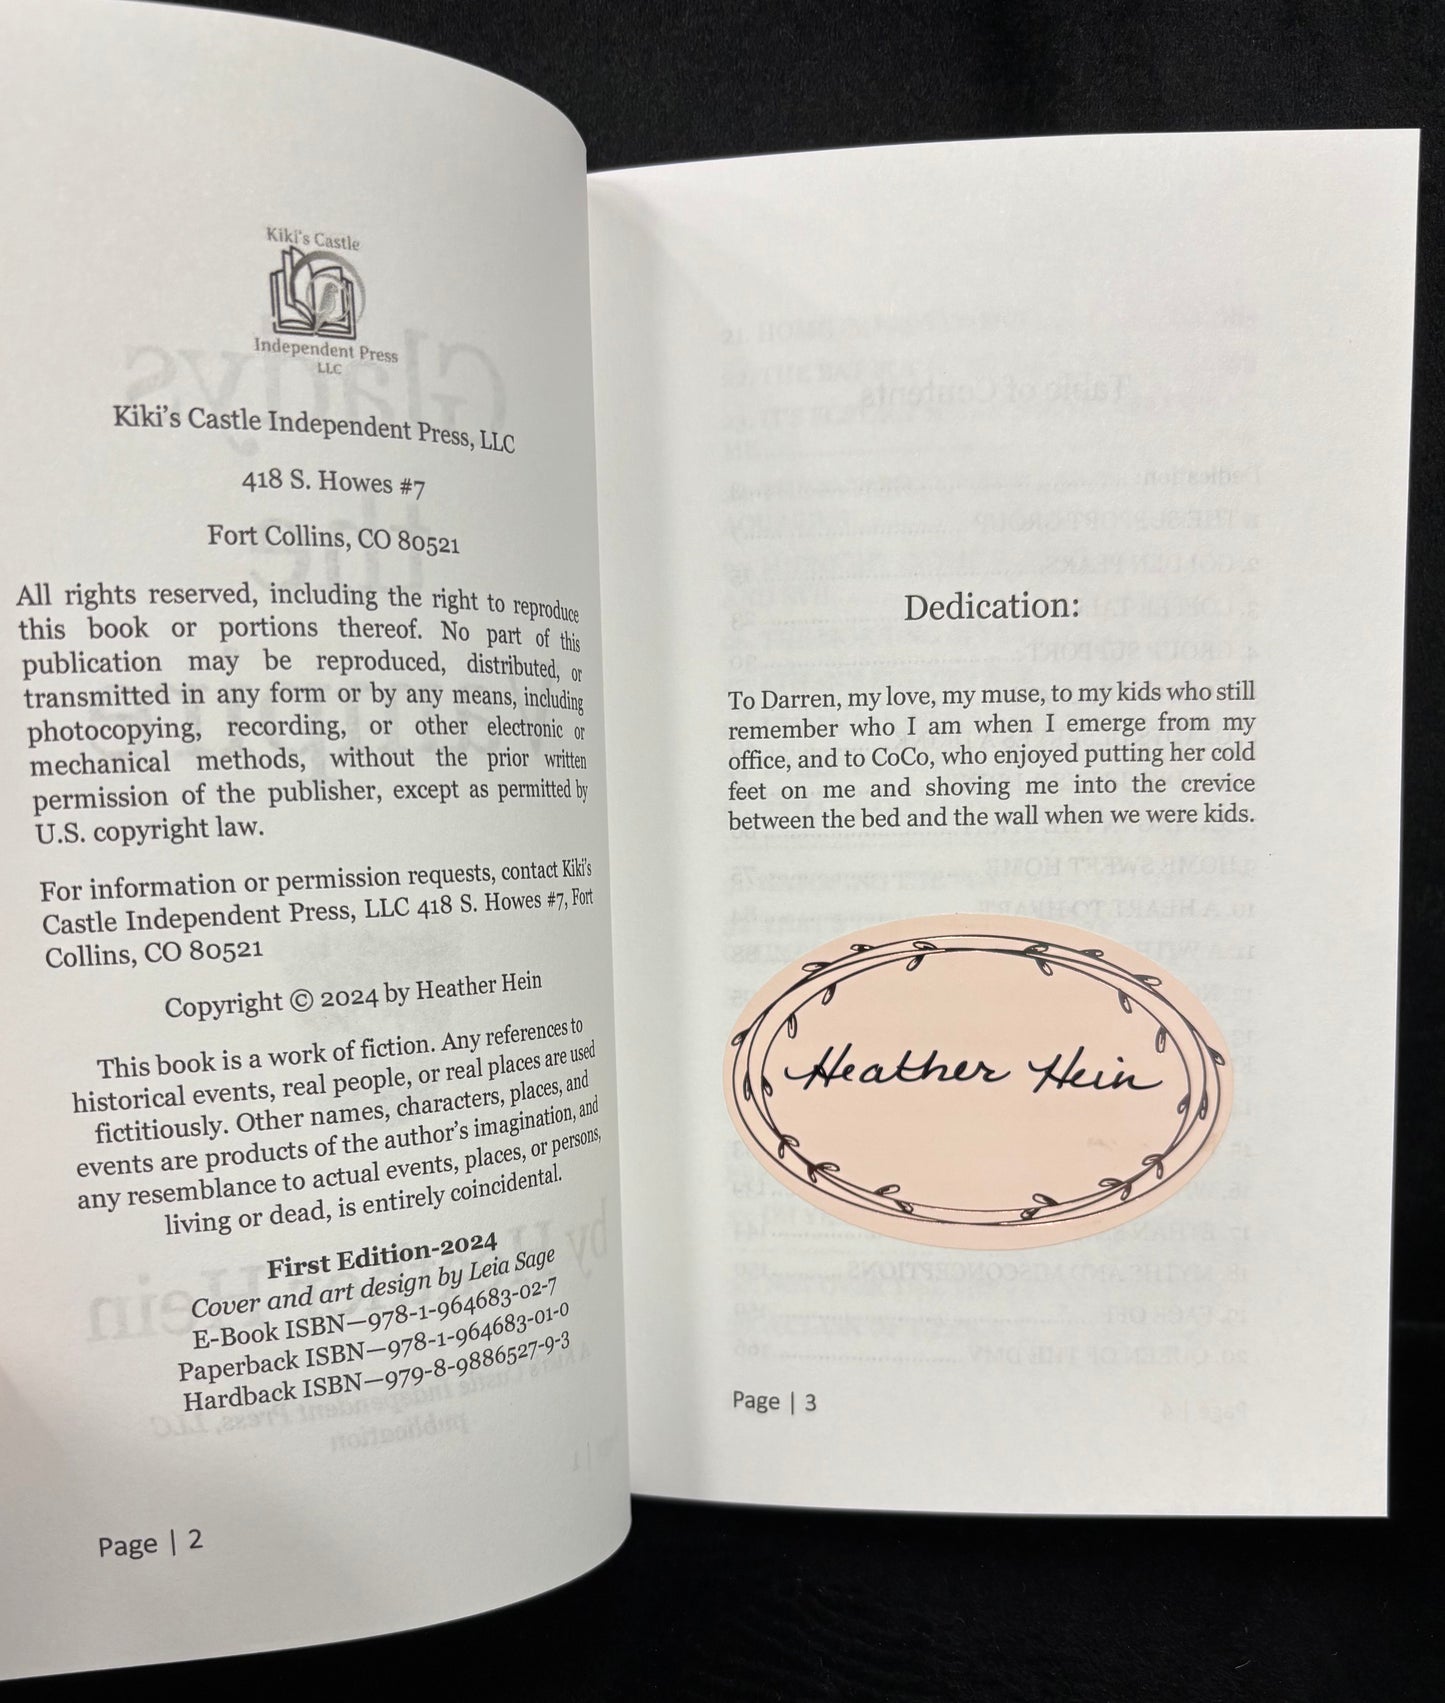 Kiki's Castle
Independent Press
LLC
Kiki's Castle Independent Press, LLC
418 S. Howes #7
Fort Collins, CO 80521
All rights reserved, including the right to reproduce
this book or portions thereof. No part of this
publication may be reproduced, distributed, or
transmitted in any form or by any means, including
photocopying, recording, or other electronic or
mechanical methods, without the prior written
permission of the publisher, except as permitted by
U.S. copyright law.
For information or permission requests, contact Kiki's
Castle Independent Press, LLC 418 S. Howes #7, Fort
Collins, CO 80521
Copyright © 2024 by Heather Hein
This book is a work of fiction. Any references to
historical events, real people, or real places are used
fictitiously. Other names, characters, places, and
events are products of the author's imagination, and
any resemblance to actual events, places, or persons,
living or dead, is entirely coincidental.
First Edition-2024
Cover and art design by Leia Sage
E-Book ISBN—978-1-964683-02-7
Paperback ISBN—978-1-964683-01-0
Hardback ISBN—979-8-9886527-9-3
Page | 2
Dedication:
To Darren, my love, my muse, to my kids who still
remember who I am when I emerge from my
office, and to CoCo, who enjoyed putting her cold
feet on me and shoving me into the crevice
between the bed and the wall when we were kids.
Heather Hein
Page | 3